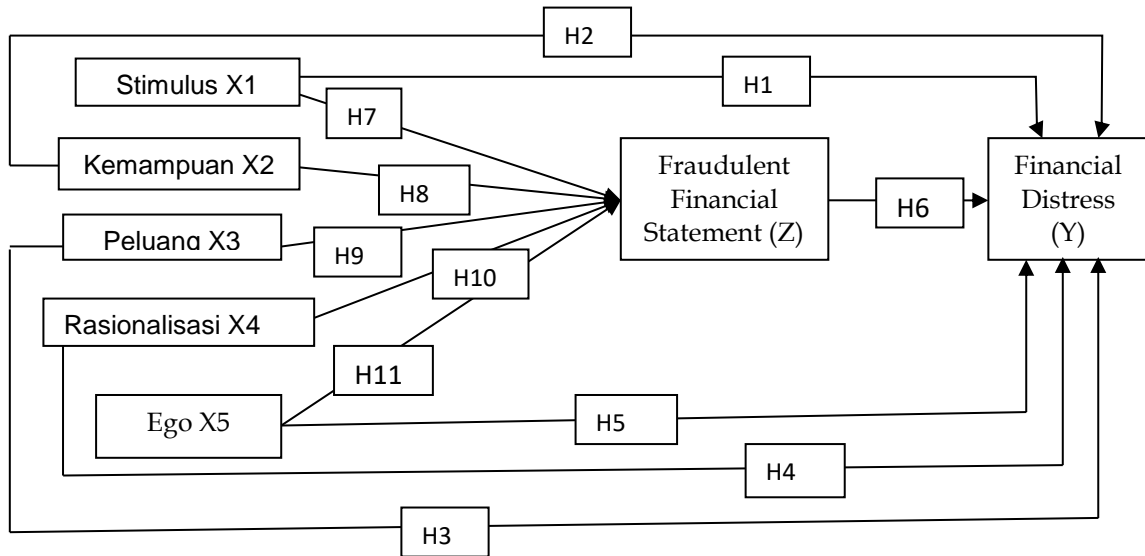 H2
Stimulus X1
H1
H7
Kemampuan X2
H8
Fraudulent
Financial
Statement (Z)
H6
Financial
Distress
(Y)
Peluang X3
H9
H10
Rasionalisasi X4
H11
Ego X5
H5
H4
H3